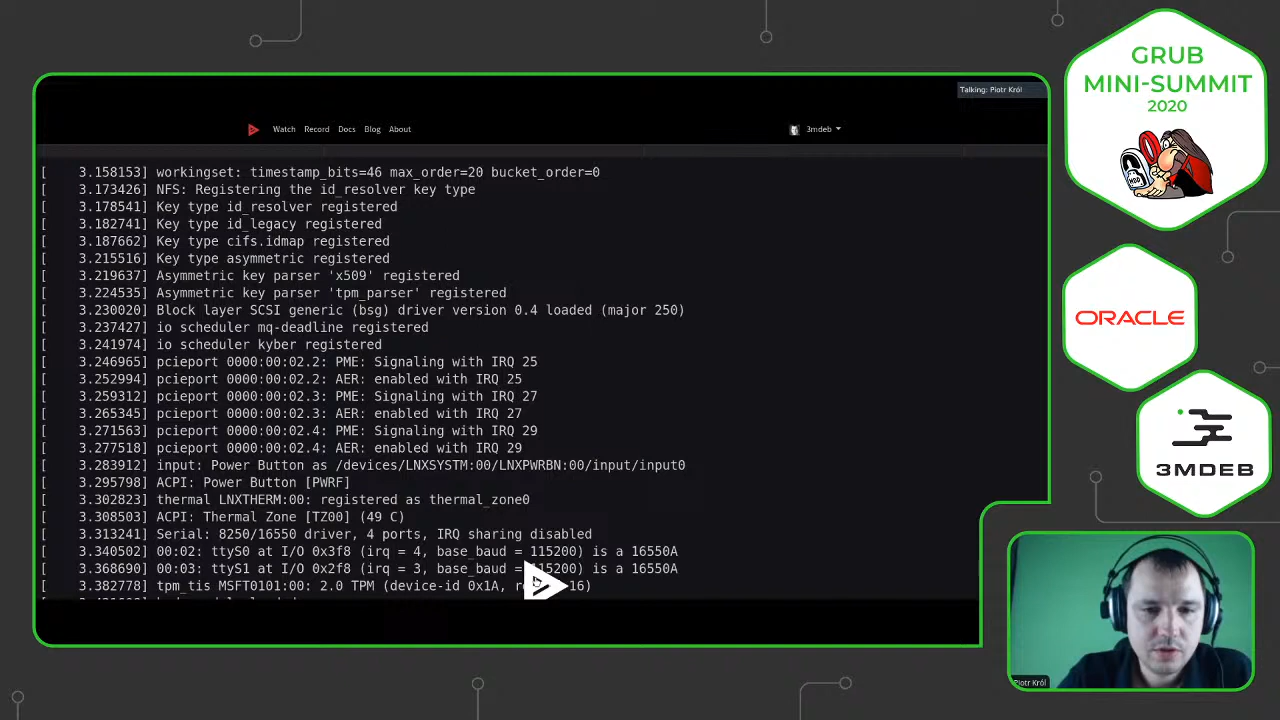 GRUB
MINI-SUMMIT
2020
Talking: Piotr Król
Watch Record Docs Blog About
3mdeb
[    3.158153] workingset: timestamp_bits=46 max_order=20 bucket_order=0
[    3.173426] NFS: Registering the id_resolver key type
[    3.178541] Key type id_resolver registered
[    3.182741] Key type id_legacy registered
[    3.187662] Key type cifs.idmap registered
[    3.215516] Key type asymmetric registered
[    3.219637] Asymmetric key parser 'x509' registered
[    3.224535] Asymmetric key parser 'tpm_parser' registered
[    3.230020] Block layer SCSI generic (bsg) driver version 0.4 loaded (major 250)
[    3.237427] io scheduler mq-deadline registered
[    3.241974] io scheduler kyber registered
[    3.246965] pcieport 0000:00:02.2: PME: Signaling with IRQ 25
[    3.252994] pcieport 0000:00:02.2: AER: enabled with IRQ 25
[    3.259312] pcieport 0000:00:02.3: PME: Signaling with IRQ 27
[    3.265345] pcieport 0000:00:02.3: AER: enabled with IRQ 27
[    3.271563] pcieport 0000:00:02.4: PME: Signaling with IRQ 29
[    3.277518] pcieport 0000:00:02.4: AER: enabled with IRQ 29
[    3.283912] input: Power Button as /devices/LNXSYSTM:00/LNXPWRBN:00/input/input0
[    3.295798] ACPI: Power Button [PWRF]
[    3.302823] thermal LNXTHERM:00: registered as thermal_zone0
[    3.308503] ACPI: Thermal Zone [TZ00] (49 C)
[    3.313241] Serial: 8250/16550 driver, 4 ports, IRQ sharing disabled
[    3.340502] 00:02: ttyS0 at I/O 0x3f8 (irq = 4, base_baud = 115200) is a 16550A
[    3.368690] 00:03: ttyS1 at I/O 0x2f8 (irq = 3, base_baud = 115200) is a 16550A
[    3.382778] tpm_tis MSFT0101:00: 2.0 TPM (device-id 0x1A, 16)
ORACLE
3MDEB
Piotr Król